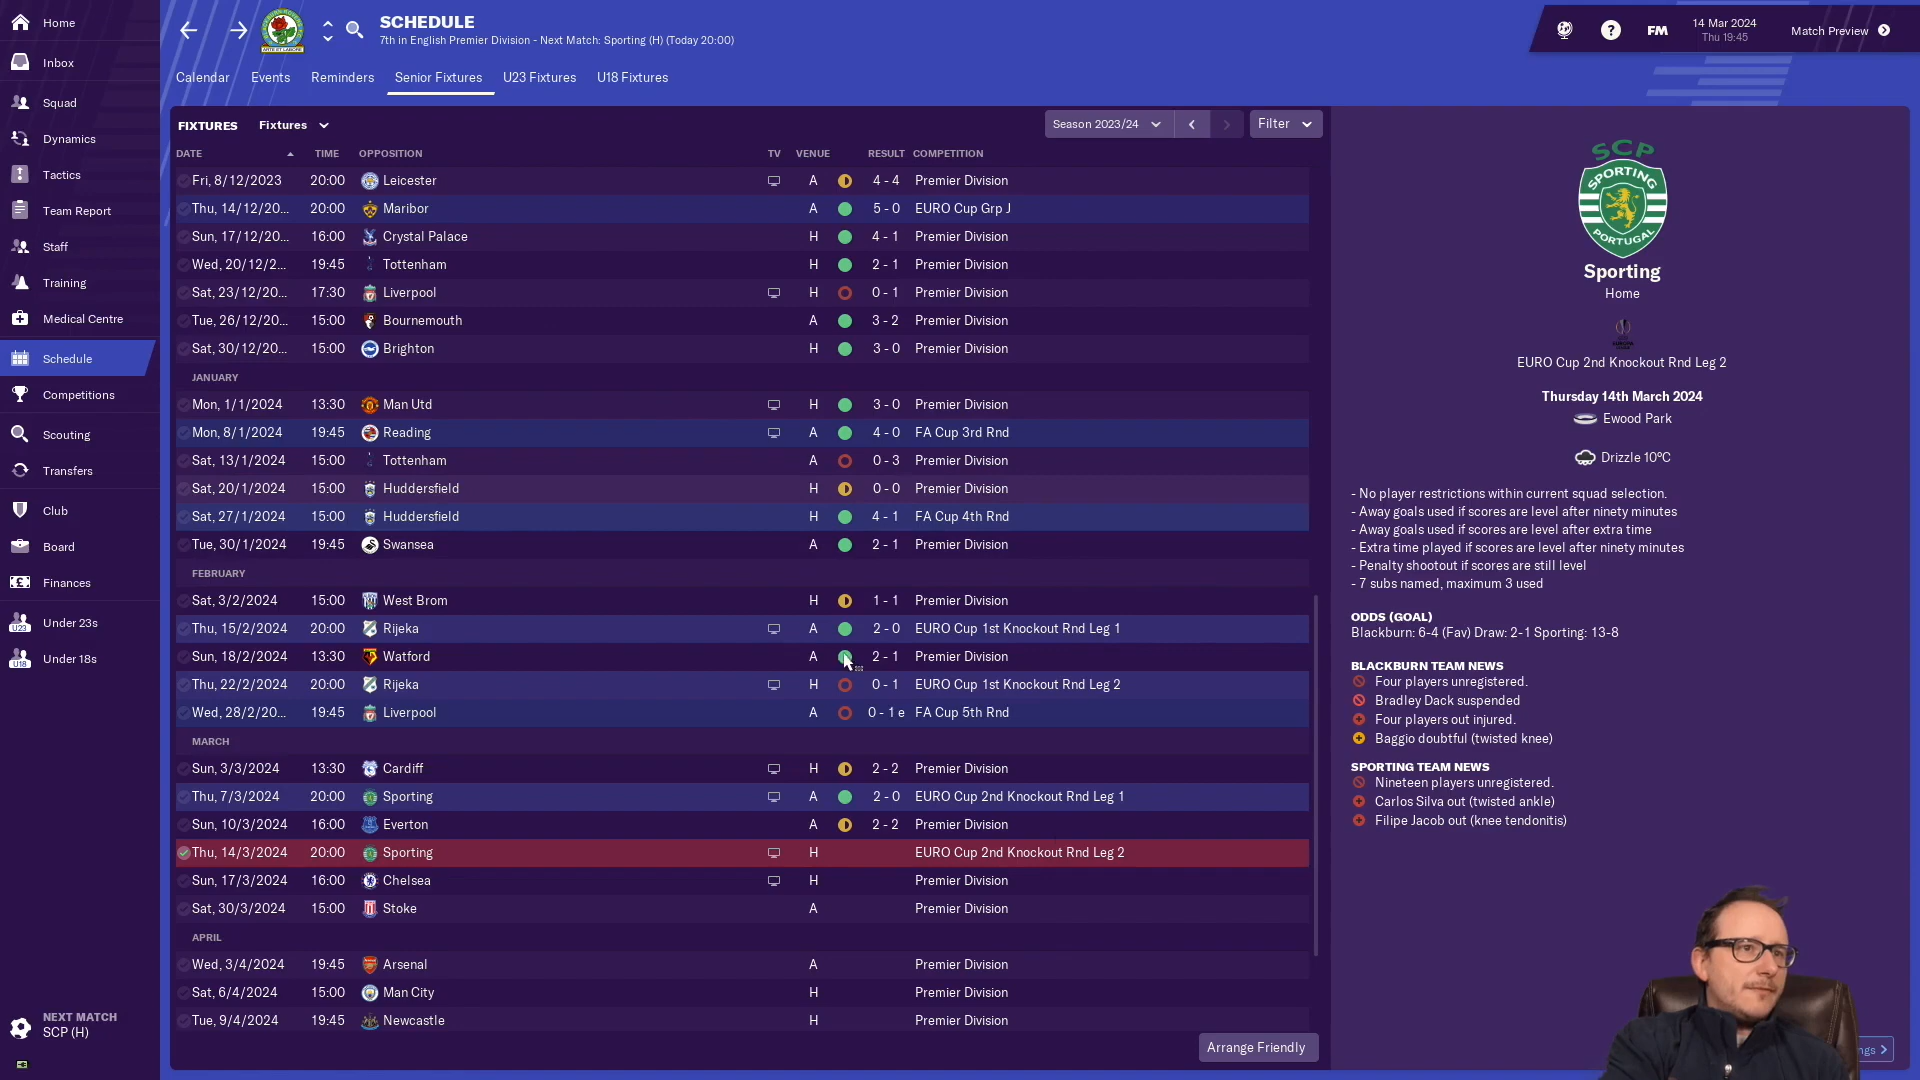 Home
Inbox
Squad
Dynamics
Tactics
Team Report
Staff
Training
Medical Centre
Schedule
Competitions
Scouting
Transfers
Club
Board
Finances
U23 Under 23s
U18 Under 18s
NEXT MATCH
SCP (H)
SCHEDULE
7th in English Premier Division - Next Match: Sporting (H) (Today 20:00)
? FM 14 Mar 2024 Match Preview
Thu 19:45
Calendar Events Reminders Senior Fixtures U23 Fixtures U18 Fixtures
FIXTURES Fixtures Season 2023/24 Filter
DATE TIME OPPOSITION TV VENUE RESULT COMPETITION
Fri, 8/12/2023 20:00 Leicester A 4 - 4 Premier Division
Thu, 14/12/20... 20:00 Maribor A 5 - 0 EURO Cup Grp J
Sun, 17/12/20... 16:00 Crystal Palace H 4 - 1 Premier Division
Wed, 20/12/2... 19:45 Tottenham H 2 - 1 Premier Division
Sat, 23/12/20... 17:30 Liverpool H 0 - 1 Premier Division
Tue, 26/12/20... 15:00 Bournemouth A 3 - 2 Premier Division
Sat, 30/12/20... 15:00 Brighton H 3 - 0 Premier Division
JANUARY
Mon, 1/1/2024 13:30 Man Utd H 3 - 0 Premier Division
Mon, 8/1/2024 19:45 Reading A 4 - 0 FA Cup 3rd Rnd
Sat, 13/1/2024 15:00 Tottenham A 0 - 3 Premier Division
Sat, 20/1/2024 15:00 Huddersfield H 0 - 0 Premier Division
Sat, 27/1/2024 15:00 Huddersfield H 4 - 1 FA Cup 4th Rnd
Tue, 30/1/2024 19:45 Swansea A 2 - 1 Premier Division
FEBRUARY
Sat, 3/2/2024 15:00 West Brom H 1 - 1 Premier Division
Thu, 15/2/2024 20:00 Rijeka A 2 - 0 EURO Cup 1st Knockout Rnd Leg 1
Sun, 18/2/2024 13:30 Watford A 2 - 1 Premier Division
Thu, 22/2/2024 20:00 Rijeka H 0 - 1 EURO Cup 1st Knockout Rnd Leg 2
Wed, 28/2/20... 19:45 Liverpool A 0 - 1 e FA Cup 5th Rnd
MARCH
Sun, 3/3/2024 13:30 Cardiff H 2 - 2 Premier Division
Thu, 7/3/2024 20:00 Sporting A 2 - 0 EURO Cup 2nd Knockout Rnd Leg 1
Sun, 10/3/2024 16:00 Everton A 2 - 2 Premier Division
Thu, 14/3/2024 20:00 Sporting H EURO Cup 2nd Knockout Rnd Leg 2
Sun, 17/3/2024 16:00 Chelsea H Premier Division
Sat, 30/3/2024 15:00 Stoke A Premier Division
APRIL
Wed, 3/4/2024 19:45 Arsenal A Premier Division
Sat, 6/4/2024 15:00 Man City H Premier Division
Tue, 9/4/2024 19:45 Newcastle H Premier Division
Arrange Friendly
SCP
SPORTING
PORTUGAL
Sporting
Home
EURO Cup 2nd Knockout Rnd Leg 2
Thursday 14th March 2024
Ewood Park
Drizzle 10ºC
- No player restrictions within current squad selection.
- Away goals used if scores are level after ninety minutes
- Away goals used if scores are level after extra time
- Extra time played if scores are level after ninety minutes
- Penalty shootout if scores are still level
- 7 subs named, maximum 3 used
ODDS (GOAL)
Blackburn: 6-4 (Fav) Draw: 2-1 Sporting: 13-8
BLACKBURN TEAM NEWS
Four players unregistered.
Bradley Dack suspended
Four players out injured.
Baggio doubtful (twisted knee)
SPORTING TEAM NEWS
Nineteen players unregistered.
Carlos Silva out (twisted ankle)
Filipe Jacob out (knee tendonitis)
ngs